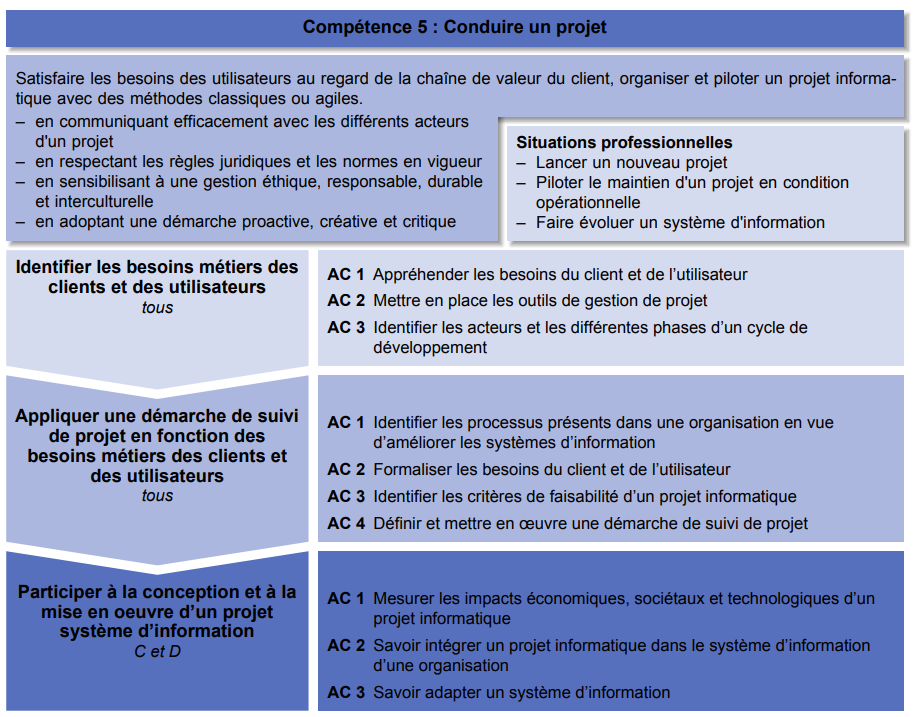 Compétence 5 : Conduire un projet
Satisfaire les besoins des utilisateurs au regard de la chaîne de valeur du client, organiser et piloter un projet informa-
tique avec des méthodes classiques ou agiles.
– en communiquant efficacement avec les différents acteurs
d'un projet
– en respectant les règles juridiques et les normes en vigueur
– en sensibilisant à une gestion éthique, responsable, durable
et interculturelle
– en adoptant une démarche proactive, créative et critique
Situations professionnelles
– Lancer un nouveau projet
– Piloter le maintien d'un projet en condition
opérationnelle
– Faire évoluer un système d'information
Identifier les besoins métiers des
clients et des utilisateurs
tous
AC 1 Appréhender les besoins du client et de l’utilisateur
AC 2 Mettre en place les outils de gestion de projet
AC 3 Identifier les acteurs et les différentes phases d’un cycle de
développement
Appliquer une démarche de suivi
de projet en fonction des
besoins métiers des clients et
des utilisateurs
tous
AC 1 Identifier les processus présents dans une organisation en vue
d’améliorer les systèmes d’information
AC 2 Formaliser les besoins du client et de l’utilisateur
AC 3 Identifier les critères de faisabilité d’un projet informatique
AC 4 Définir et mettre en œuvre une démarche de suivi de projet
Participer à la conception et à la
mise en oeuvre d’un projet
système d’information
C et D
AC 1 Mesurer les impacts économiques, sociétaux et technologiques d’un
projet informatique
AC 2 Savoir intégrer un projet informatique dans le système d’information
d’une organisation
AC 3 Savoir adapter un système d’information